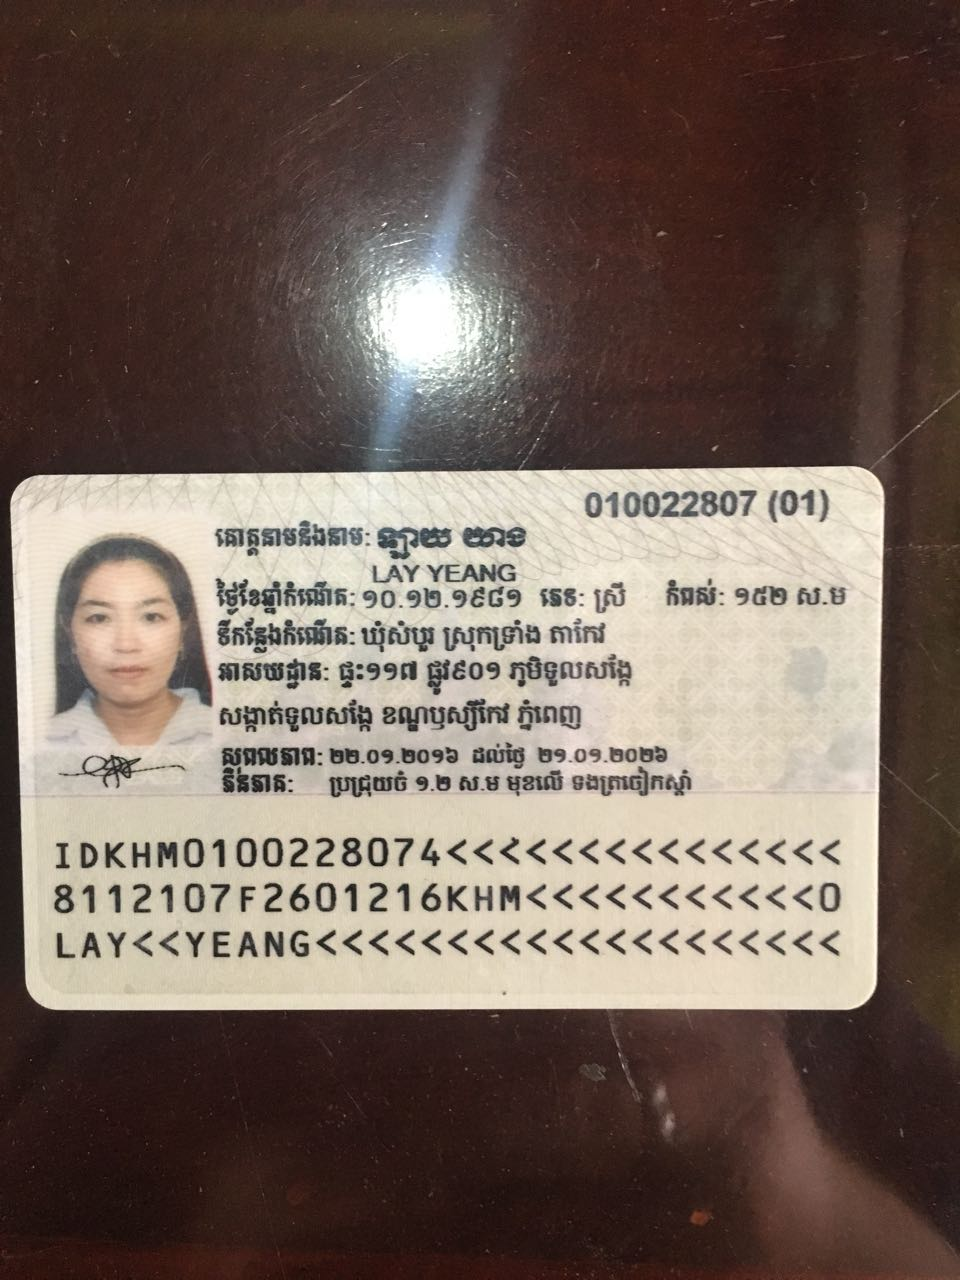 010022807 (01)
គោត្តនាមនិងនាម: ឡាយ យាង
LAY YEANG
ថ្ងៃខែឆ្នាំកំណើត: ១០.១២.១៩៨១ ភេទ: ស្រី កំពស់: ១៥២ ស.ម
ទីកន្លែងកំណើត: ឃុំសំបួរ ស្រុកទ្រាំង តាកែវ
អាសយដ្ឋាន: ផ្ទះ១១៧ ផ្លូវ៩០១ ភូមិទួលសង្កែ
សង្កាត់ទួលសង្កែ ខណ្ឌឫស្សីកែវ ភ្នំពេញ
សុពលភាព: ២២.០១.២០១៦ ដល់ថ្ងៃ ២១.០១.២០២៦
ភិនភាគ: ប្រជ្រុយចំ ១.២ ស.ម មុខលើ ទងត្រចៀកស្តាំ
IDKHM0100228074<<<<<<<<<<<<<<<
8112107F2601216KHM<<<<<<<<<<<0
LAY<<YEANG<<<<<<<<<<<<<<<<<<<<